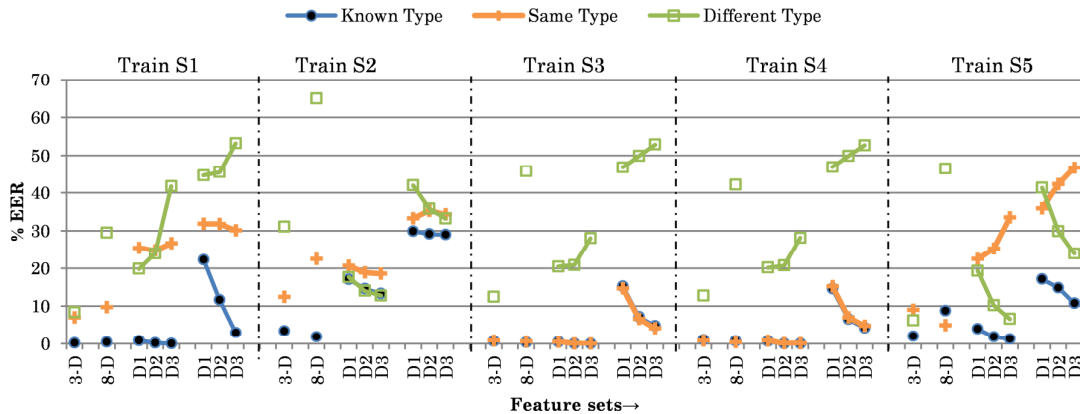 Known Type Same Type Different Type
Train S1 Train S2 Train S3 Train S4 Train S5
70
60
50
40
30
20
10
0
% EER
3-D 8-D D1 D2 D3 D1 D2 D3 3-D 8-D D1 D2 D3 D1 D2 D3 3-D 8-D D1 D2 D3 D1 D2 D3 3-D 8-D D1 D2 D3 D1 D2 D3 3-D 8-D D1 D2 D3 D1 D2 D3
Feature sets→